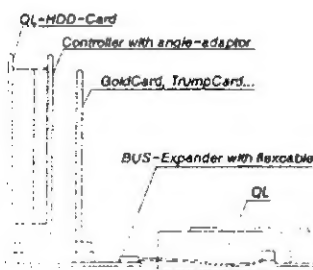 QL-HDD-Card
Controller with angle-adaptor
GoldCard, TrumpCard...
BUS-Expander with flexcable
QL